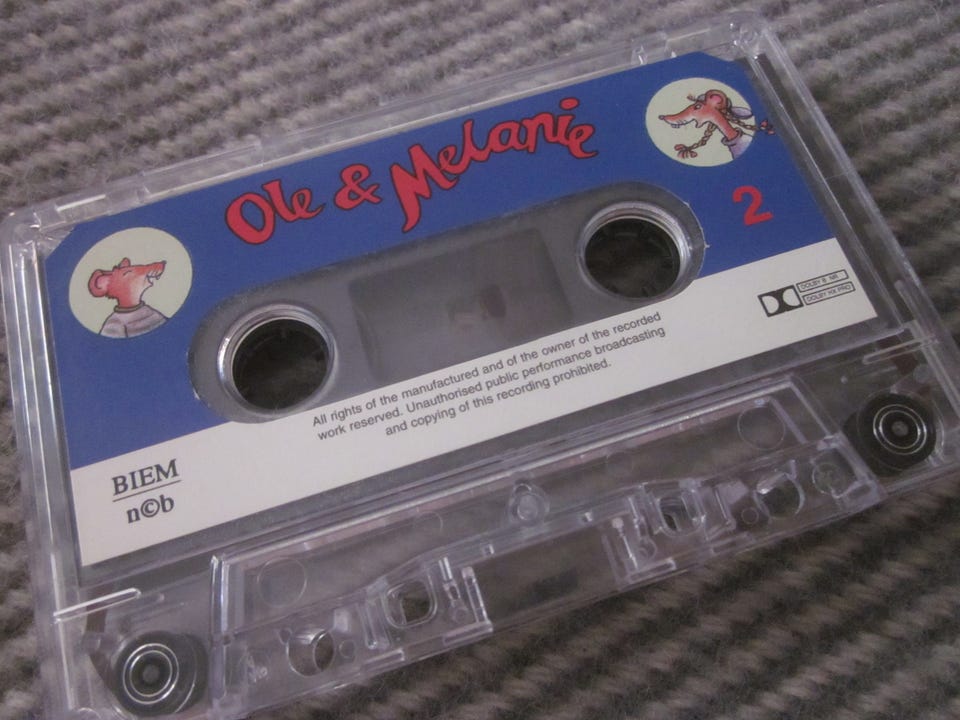 Ole & Melanie
2
DOLBY B NR
DOLBY HX PRO
All rights of the manufactured and of the owner of the recorded
work reserved. Unauthorised public performance broadcasting
and copying of this recording prohibited.
BIEM
n©b